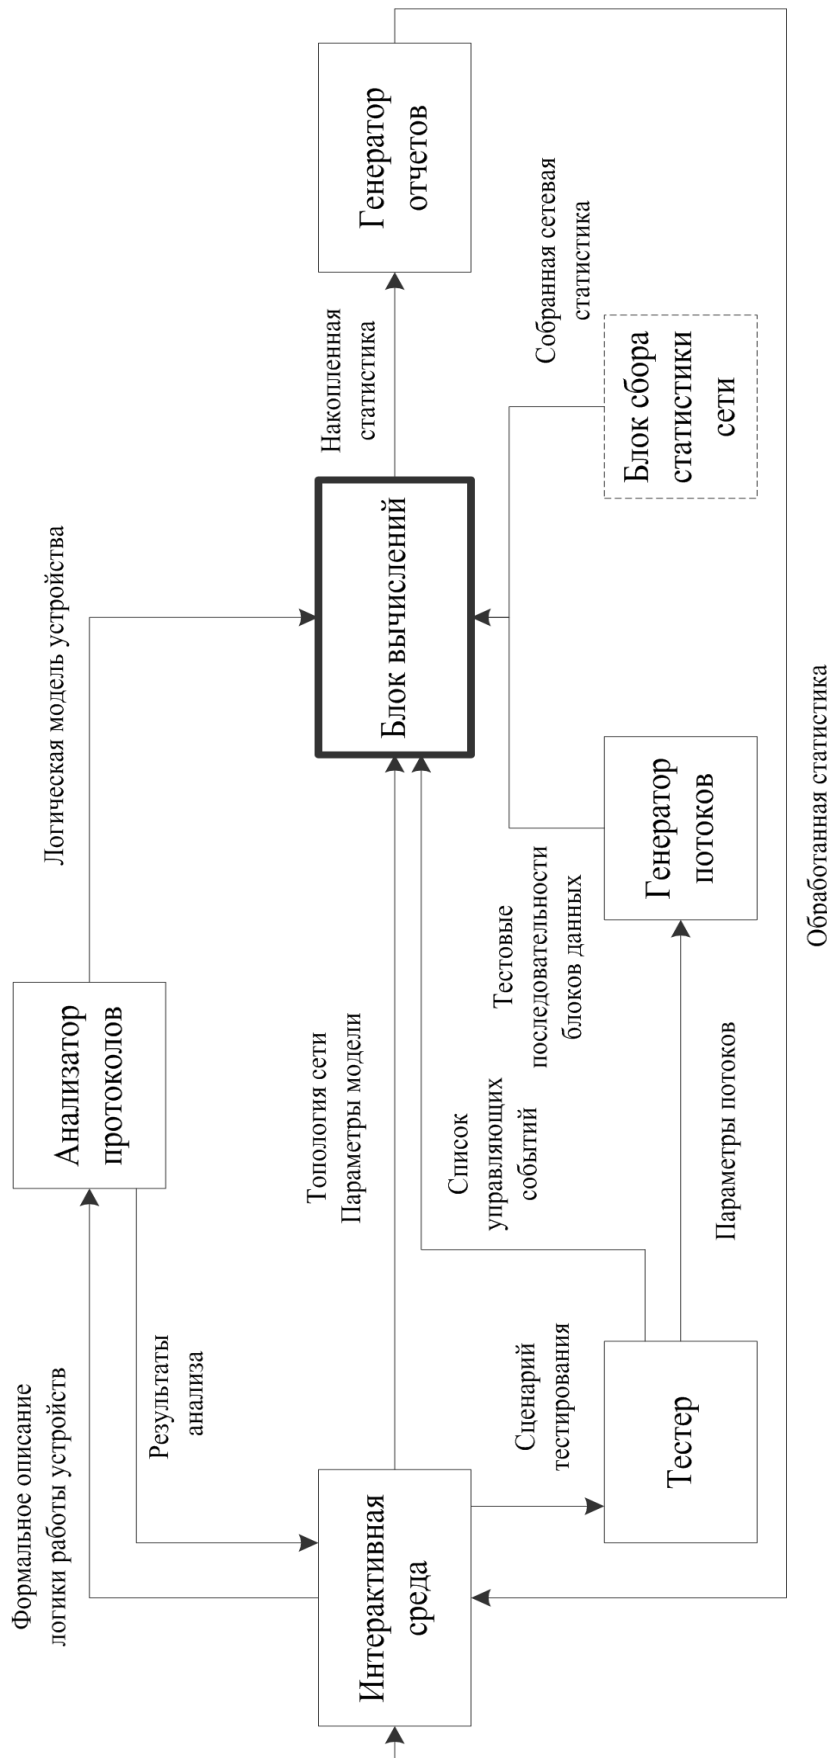 Формальное описание
логики работы устройств
Результаты
анализа
Анализатор
протоколов
Логическая модель устройства
Интерактивная
среда
Топология сети
Параметры модели
Блок вычислений
Накопленная
статистика
Генератор
отчетов
Сценарий
тестирования
Список
управляющих
событий
Тестовые
последовательности
блоков данных
Собранная сетевая
статистика
Тестер
Параметры потоков
Генератор
потоков
Блок сбора
статистики
сети
Обработанная статистика